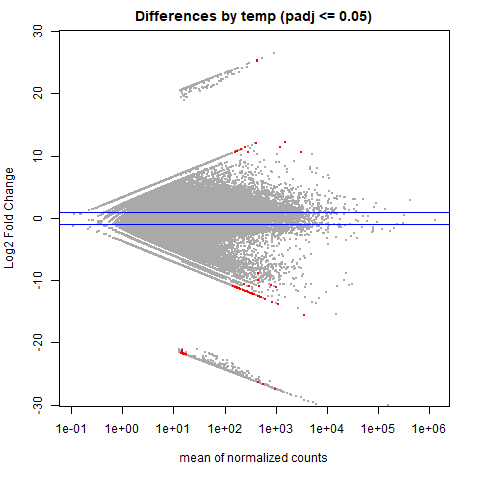 Differences by temp (padj <= 0.05)
30
20
10
0
-10
-20
-30
Log2 Fold Change
1e-01 1e+00 1e+01 1e+02 1e+03 1e+04 1e+05 1e+06
mean of normalized counts